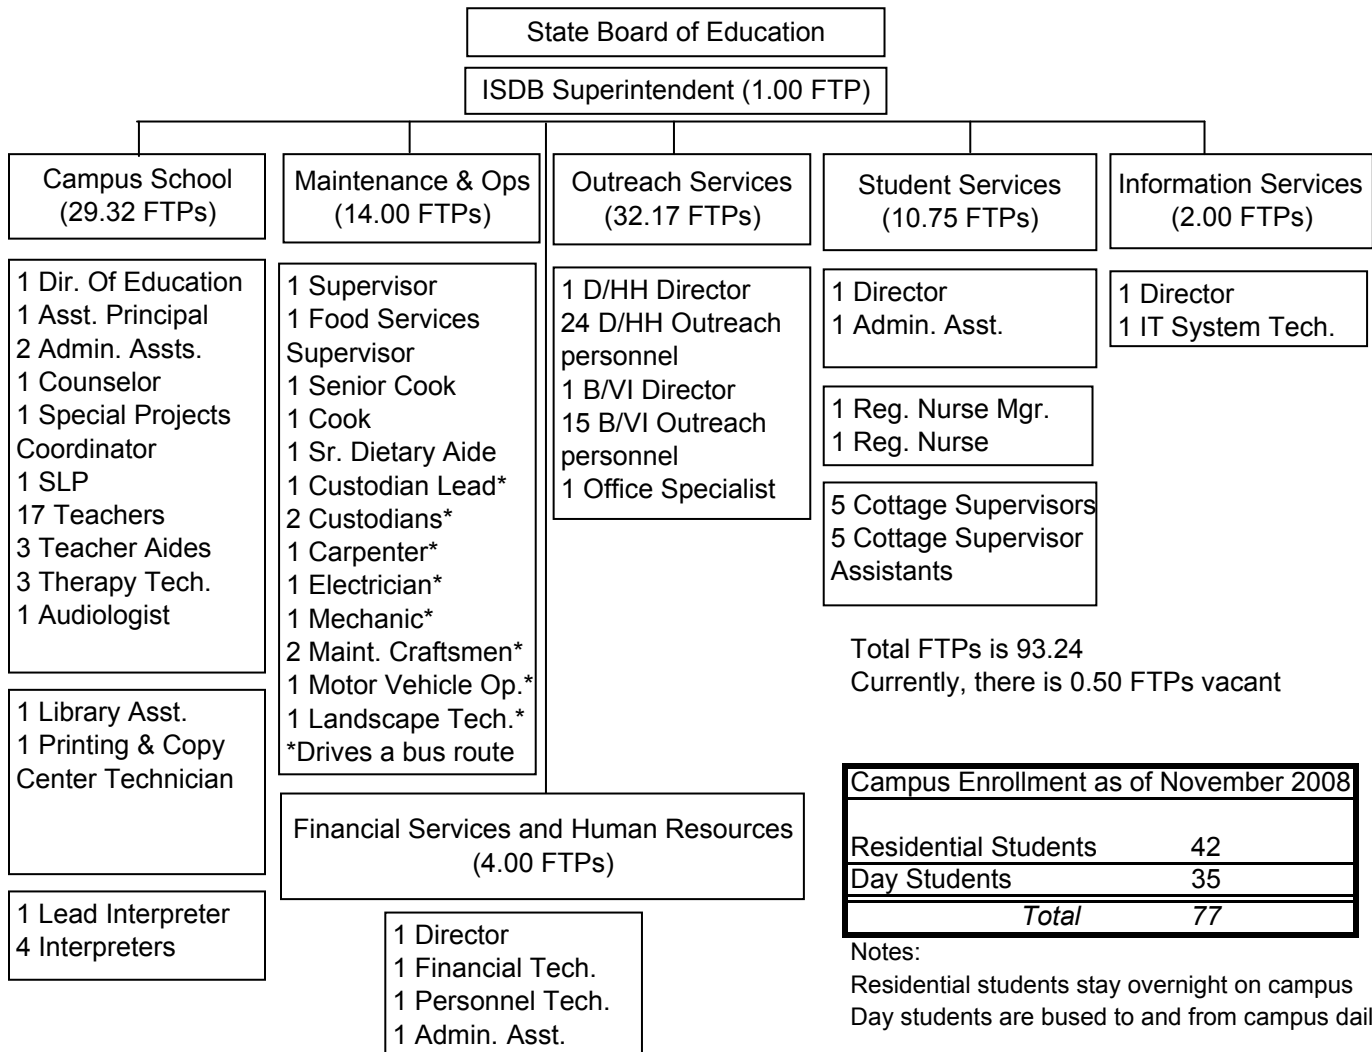 State Board of Education
ISDB Superintendent (1.00 FTP)
Campus School
(29.32 FTPs)
1 Dir. Of Education
1 Asst. Principal
2 Admin. Assts.
1 Counselor
1 Special Projects
Coordinator
1 SLP
17 Teachers
3 Teacher Aides
3 Therapy Tech.
1 Audiologist
1 Library Asst.
1 Printing & Copy
Center Technician
1 Lead Interpreter
4 Interpreters
Maintenance & Ops
(14.00 FTPs)
1 Supervisor
1 Food Services
Supervisor
1 Senior Cook
1 Cook
1 Sr. Dietary Aide
1 Custodian Lead*
2 Custodians*
1 Carpenter*
1 Electrician*
1 Mechanic*
2 Maint. Craftsmen*
1 Motor Vehicle Op.*
1 Landscape Tech.*
*Drives a bus route
Financial Services and Human Resources
(4.00 FTPs)
1 Director
1 Financial Tech.
1 Personnel Tech.
1 Admin. Asst.
Outreach Services
(32.17 FTPs)
1 D/HH Director
24 D/HH Outreach
personnel
1 B/VI Director
15 B/VI Outreach
personnel
1 Office Specialist
Student Services
(10.75 FTPs)
1 Director
1 Admin. Asst.
1 Reg. Nurse Mgr.
1 Reg. Nurse
5 Cottage Supervisors
5 Cottage Supervisor
Assistants
Information Services
(2.00 FTPs)
1 Director
1 IT System Tech.
Total FTPs is 93.24
Currently, there is 0.50 FTPs vacant
Campus Enrollment as of November 2008
Residential Students 42
Day Students 35
Total 77
Notes:
Residential students stay overnight on campus
Day students are bused to and from campus dail